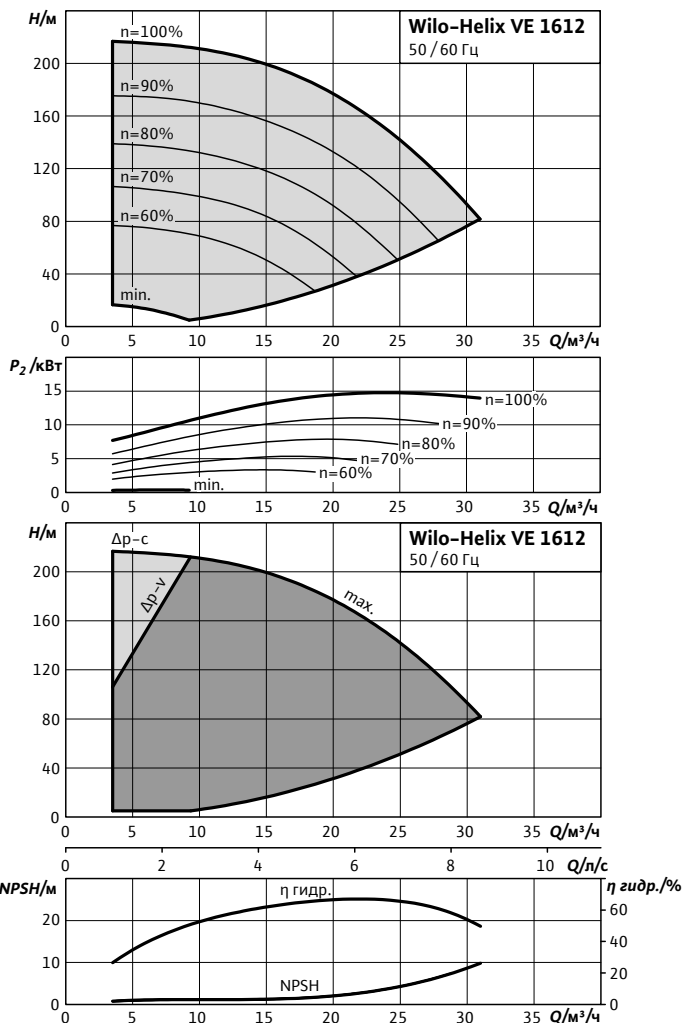 H/м
n=100%
Wilo-Helix VE 1612
50 / 60 Гц
200
n=90%
160
n=80%
120
n=70%
80
n=60%
40
min.
0
0 5 10 15 20 25 30 35 Q/м³/ч
P2 /кВт
15
n=100%
10
n=90%
n=80%
5
n=70%
n=60%
min.
0
0 5 10 15 20 25 30 35 Q/м³/ч
H/м
Δp-c
Wilo-Helix VE 1612
50 / 60 Гц
200
Δp-v
max.
160
120
80
40
0
0 5 10 15 20 25 30 35 Q/м³/ч
0 2 4 6 8 10 Q/л/с
NPSH/м
η гидр.
η гидр./%
20
60
40
10
NPSH
20
0
0
0 5 10 15 20 25 30 35 Q/м³/ч